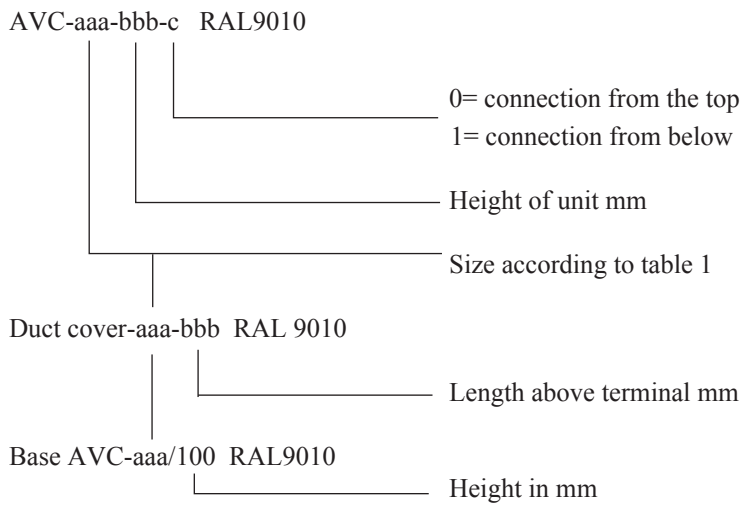 AVC-aaa-bbb-c RAL9010
0= connection from the top
1= connection from below
Height of unit mm
Size according to table 1
Duct cover-aaa-bbb RAL 9010
Length above terminal mm
Base AVC-aaa/100 RAL9010
Height in mm